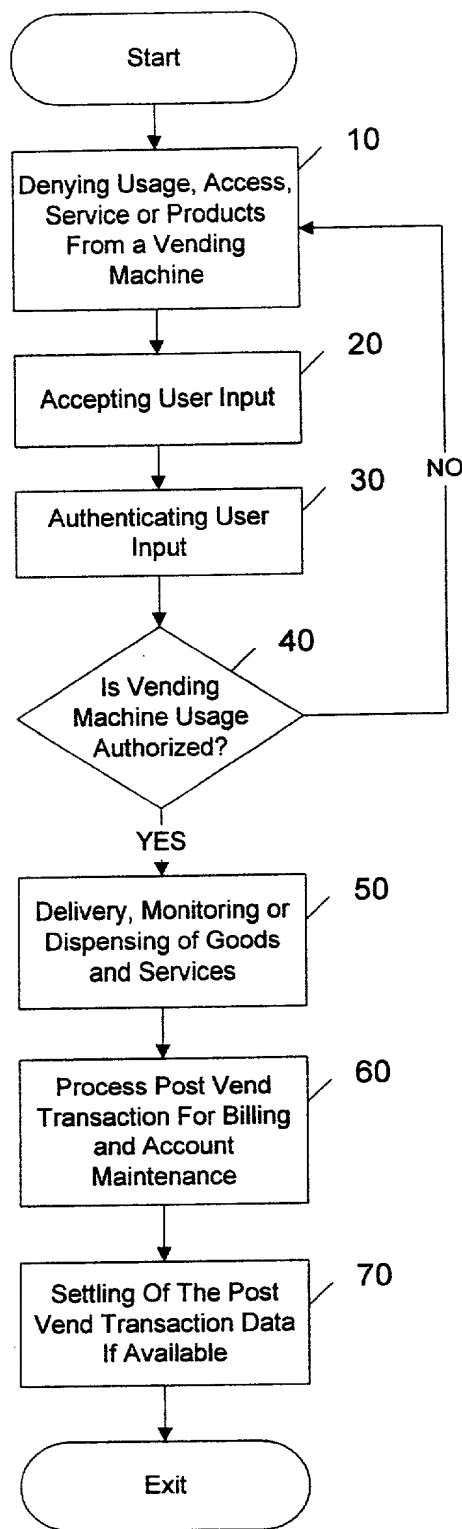 Start
10
Denying Usage, Access,
Service or Products
From a Vending
Machine
20
Accepting User Input
NO
30
Authenticating User
Input
40
Is Vending
Machine Usage
Authorized?
YES
50
Delivery, Monitoring or
Dispensing of Goods
and Services
60
Process Post Vend
Transaction For Billing
and Account
Maintenance
70
Settling Of The Post
Vend Transaction Data
If Available
Exit